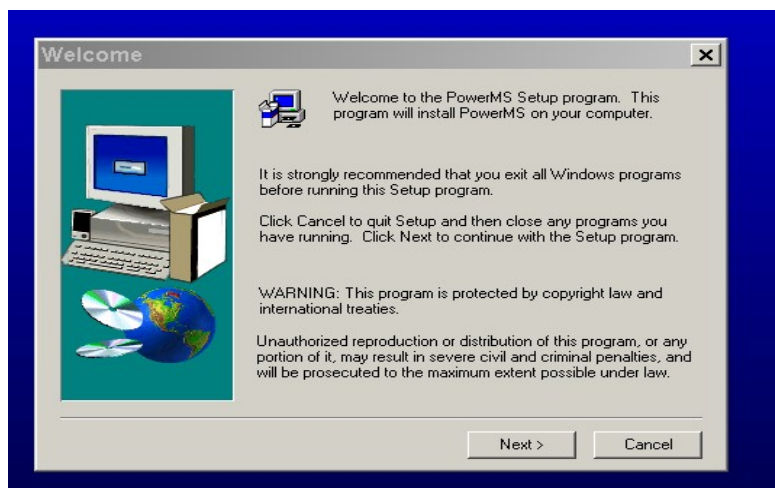 Welcome
Welcome to the PowerMS Setup program. This
program will install PowerMS on your computer.
It is strongly recommended that you exit all Windows programs
before running this Setup program.
Click Cancel to quit Setup and then close any programs you
have running. Click Next to continue with the Setup program.
WARNING: This program is protected by copyright law and
international treaties.
Unauthorized reproduction or distribution of this program, or any
portion of it, may result in severe civil and criminal penalties, and
will be prosecuted to the maximum extent possible under law.
Next >
Cancel